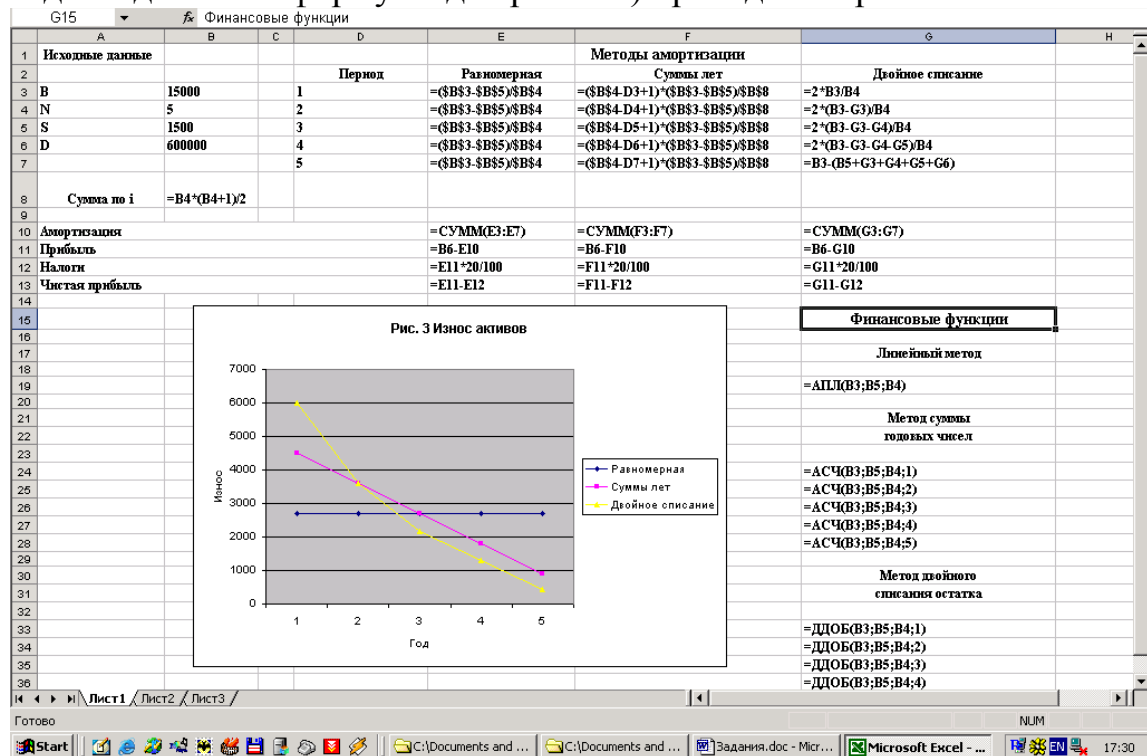 G15 fx Финансовые функции
A B C D E F G H
1 Исходные данные Методы амортизации
2 Период Равномерная Суммы лет Двойное списание
3 B 15000 1 =($B$3-$B$5)/$B$4 =($B$4-D3+1)*($B$3-$B$5)/$B$8 =2*B3/B4
4 N 5 2 =($B$3-$B$5)/$B$4 =($B$4-D4+1)*($B$3-$B$5)/$B$8 =2*(B3-G3)/B4
5 S 1500 3 =($B$3-$B$5)/$B$4 =($B$4-D5+1)*($B$3-$B$5)/$B$8 =2*(B3-G3-G4)/B4
6 D 600000 4 =($B$3-$B$5)/$B$4 =($B$4-D6+1)*($B$3-$B$5)/$B$8 =2*(B3-G3-G4-G5)/B4
7 5 =($B$3-$B$5)/$B$4 =($B$4-D7+1)*($B$3-$B$5)/$B$8 =B3-(B5+G3+G4+G5+G6)
8 Сумма по i =B4*(B4+1)/2
9
10 Амортизация =СУММ(E3:E7) =СУММ(F3:F7) =СУММ(G3:G7)
11 Прибыль =B6-E10 =B6-F10 =B6-G10
12 Налоги =E11*20/100 =F11*20/100 =G11*20/100
13 Чистая прибыль =E11-E12 =F11-F12 =G11-G12
14
15 Финансовые функции
16
17 Линейный метод
18
19 =АПЛ(B3;B5;B4)
20
21 Метод суммы
22 годовых чисел
23
24 =АСЧ(B3;B5;B4;1)
25 =АСЧ(B3;B5;B4;2)
26 =АСЧ(B3;B5;B4;3)
27 =АСЧ(B3;B5;B4;4)
28 =АСЧ(B3;B5;B4;5)
29
30 Метод двойного
31 списания остатка
32
33 =ДДОБ(B3;B5;B4;1)
34 =ДДОБ(B3;B5;B4;2)
35 =ДДОБ(B3;B5;B4;3)
36 =ДДОБ(B3;B5;B4;4)
Рис. 3 Износ активов
7000
6000
5000
4000
3000
2000
1000
0
Износ
1 2 3 4 5
Год
Равномерная
Суммы лет
Двойное списание
Лист1 Лист2 Лист3
Готово NUM
Start C:\Documents and ... C:\Documents and ... Задания.doc - Micr... Microsoft Excel - ... EN 17:30